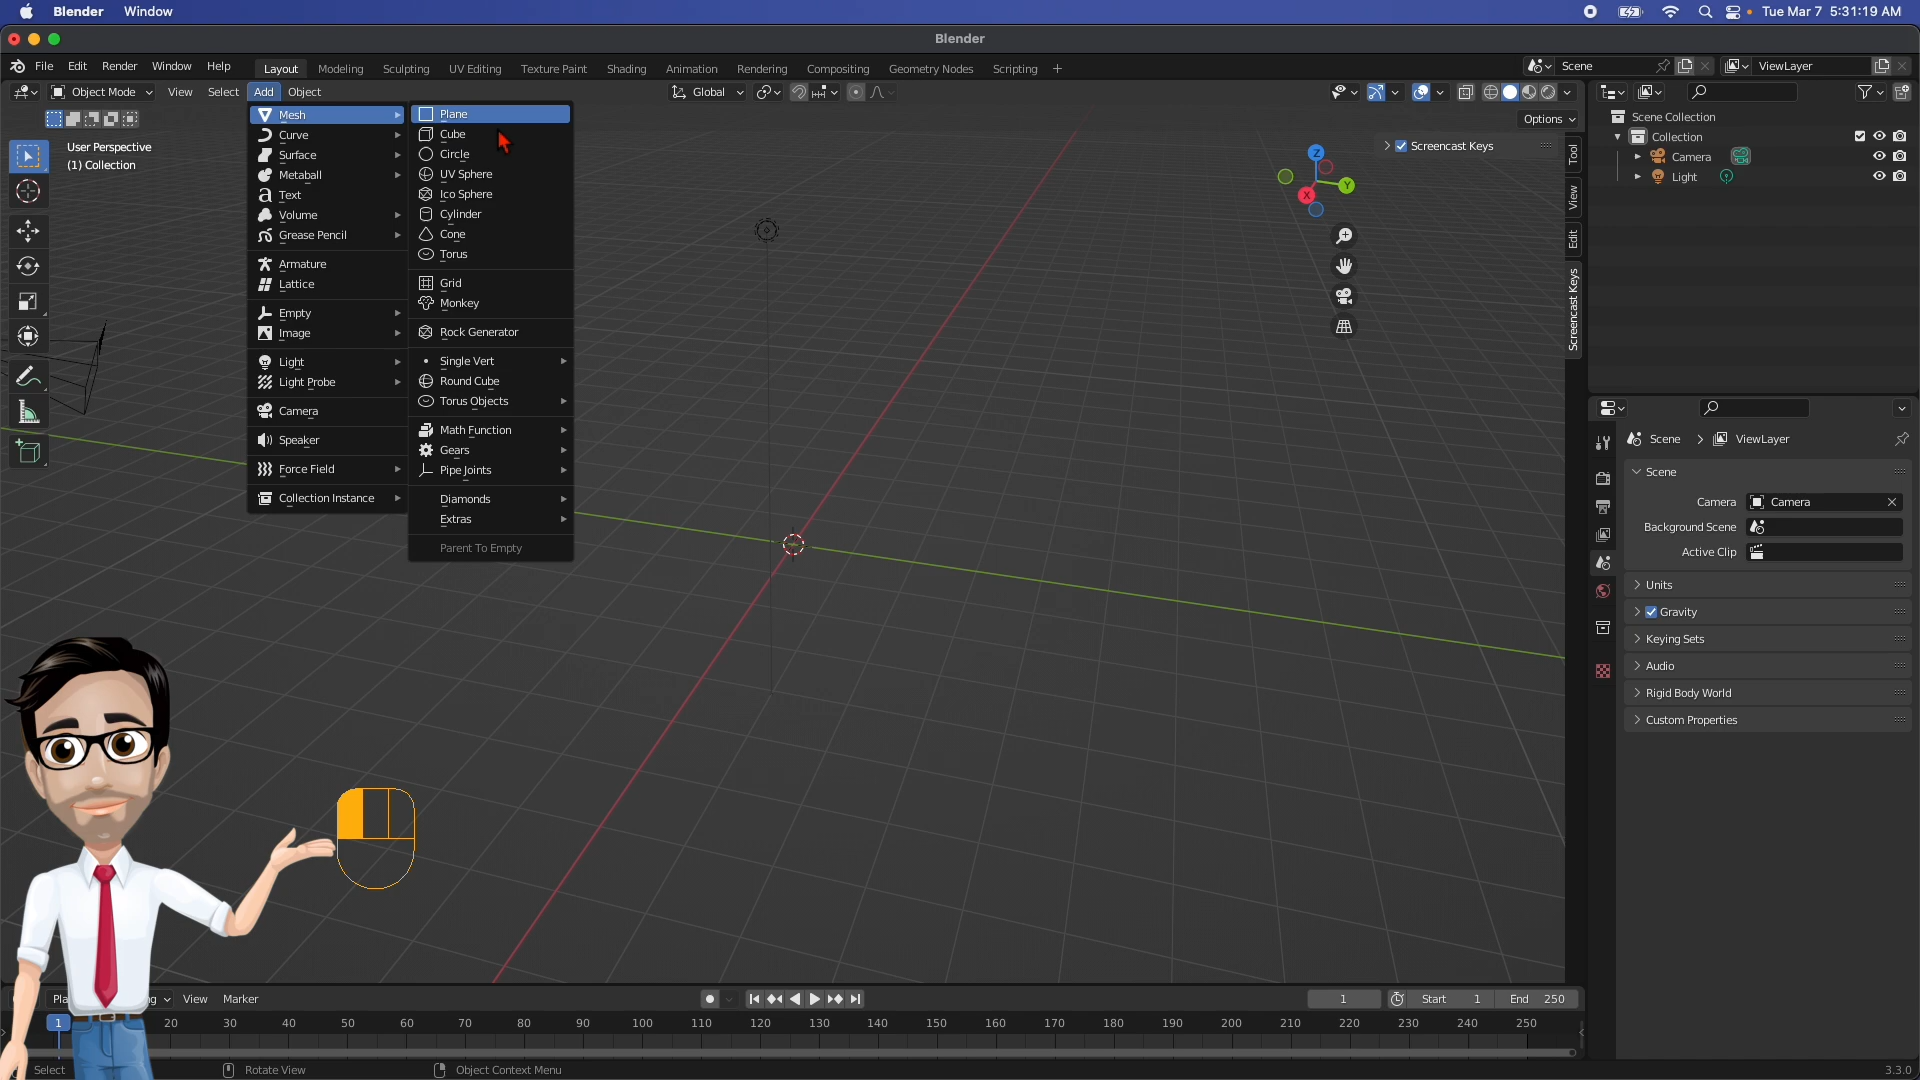 Blender Window
Tue Mar 7 5:31:19 AM
Blender
File Edit Render Window Help
Layout Modeling Sculpting UV Editing Texture Paint Shading Animation Rendering Compositing Geometry Nodes Scripting +
Scene
ViewLayer
Object Mode View Select Add Object
Global
Options
User Perspective
(1) Collection
Mesh
Curve
Surface
Metaball
Text
Volume
Grease Pencil
Armature
Lattice
Empty
Image
Light
Light Probe
Camera
Speaker
Force Field
Collection Instance
Plane
Cube
Circle
UV Sphere
Ico Sphere
Cylinder
Cone
Torus
Grid
Monkey
Rock Generator
Single Vert
Round Cube
Torus Objects
Math Function
Gears
Pipe Joints
Diamonds
Extras
Parent To Empty
Screencast Keys
Z
Y
X
Tool
View
Edit
Screencast Keys
Scene Collection
Collection
Camera
Light
Scene > ViewLayer
Scene
Camera Camera
Background Scene
Active Clip
Units
Gravity
Keying Sets
Audio
Rigid Body World
Custom Properties
View Marker
1 Start 1 End 250
1 20 30 40 50 60 70 80 90 100 110 120 130 140 150 160 170 180 190 200 210 220 230 240 250
Select Rotate View Object Context Menu
3.3.0